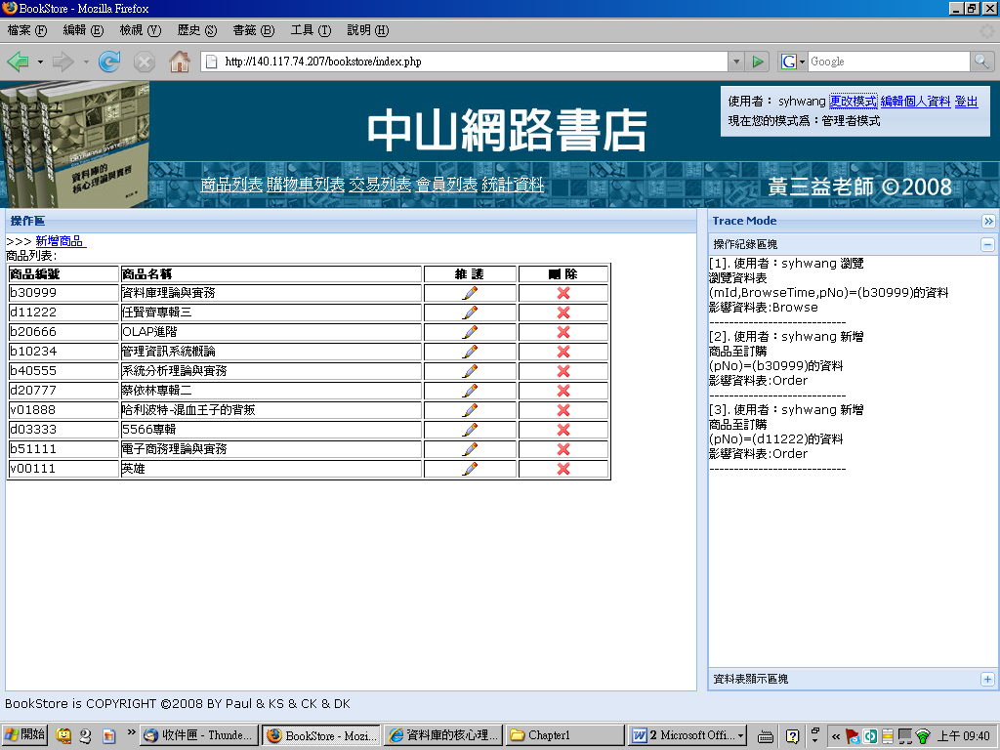 BookStore - Mozilla Firefox
檔案 (F) 編輯 (E) 檢視 (V) 歷史 (S) 書籤 (B) 工具 (T) 說明 (H)
http://140.117.74.207/bookstore/index.php
G Google
使用者： syhwang 更改模式 編輯個人資料 登出
現在您的模式為：管理者模式
中山網路書店
資料庫的
核心理論與實務
商品列表 購物車列表 交易列表 會員列表 統計資料
黃三益老師 ©2008
操作區
>>> 新增商品
商品列表:
商品編號 商品名稱 維 護 刪 除
b30999 資料庫理論與實務
d11222 任賢齊專輯三
b20666 OLAP進階
b10234 管理資訊系統概論
b40555 系統分析理論與實務
d20777 蔡依林專輯二
v01888 哈利波特-混血王子的背叛
d03333 5566專輯
b51111 電子商務理論與實務
v00111 英雄
Trace Mode
操作紀錄區塊
[1]. 使用者：syhwang 瀏覽
瀏覽資料表
(mId,BrowseTime,pNo)=(b30999)的資料
影響資料表:Browse
---------------------------
[2]. 使用者：syhwang 新增
商品至訂購
(pNo)=(b30999)的資料
影響資料表:Order
---------------------------
[3]. 使用者：syhwang 新增
商品至訂購
(pNo)=(d11222)的資料
影響資料表:Order
---------------------------
資料表顯示區塊
BookStore is COPYRIGHT ©2008 BY Paul & KS & CK & DK
開始 收件匣 - Thunde... BookStore - Mozi... 資料庫的核心理... Chapter1 2 Microsoft Offi... 上午 09:40